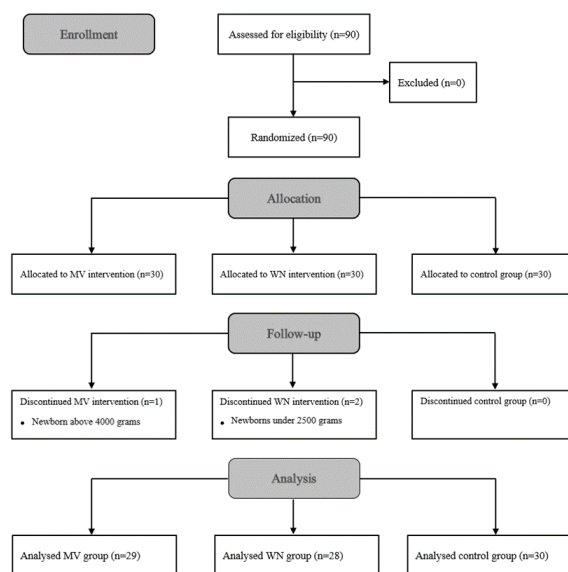 Enrollment
Assessed for eligibility (n=90)
Excluded (n=0)
Randomized (n=90)
Allocation
Allocated to MV intervention (n=30)
Allocated to WN intervention (n=30)
Allocated to control group (n=30)
Follow-up
Discontinued MV intervention (n=1)
• Newborn above 4000 grams
Discontinued WN intervention (n=2)
• Newborns under 2500 grams
Discontinued control group (n=0)
Analysis
Analysed MV group (n=29)
Analysed WN group (n=28)
Analysed control group (n=30)